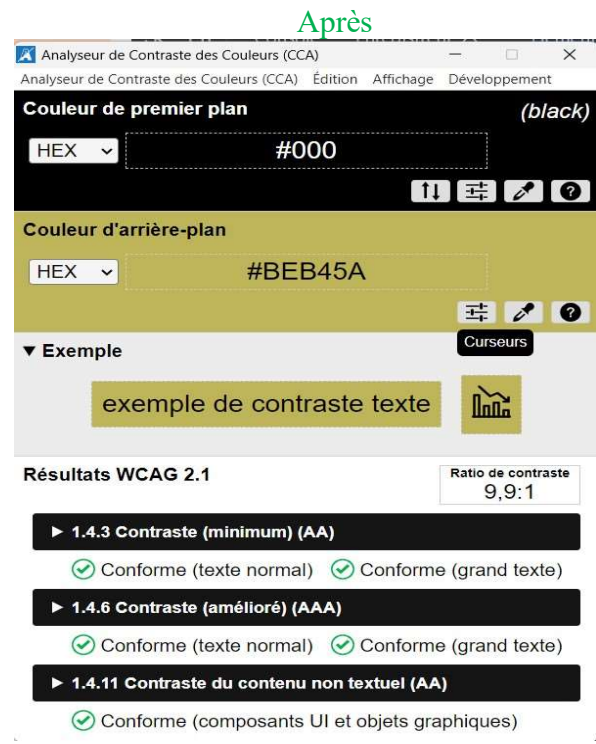 Après
Analyseur de Contraste des Couleurs (CCA)
Analyseur de Contraste des Couleurs (CCA) Édition Affichage Développement
Couleur de premier plan (black)
HEX #000
Couleur d'arrière-plan
HEX #BEB45A
Curseurs
▼ Exemple
exemple de contraste texte
Résultats WCAG 2.1
Ratio de contraste
9,9:1
► 1.4.3 Contraste (minimum) (AA)
Conforme (texte normal) Conforme (grand texte)
► 1.4.6 Contraste (amélioré) (AAA)
Conforme (texte normal) Conforme (grand texte)
► 1.4.11 Contraste du contenu non textuel (AA)
Conforme (composants UI et objets graphiques)